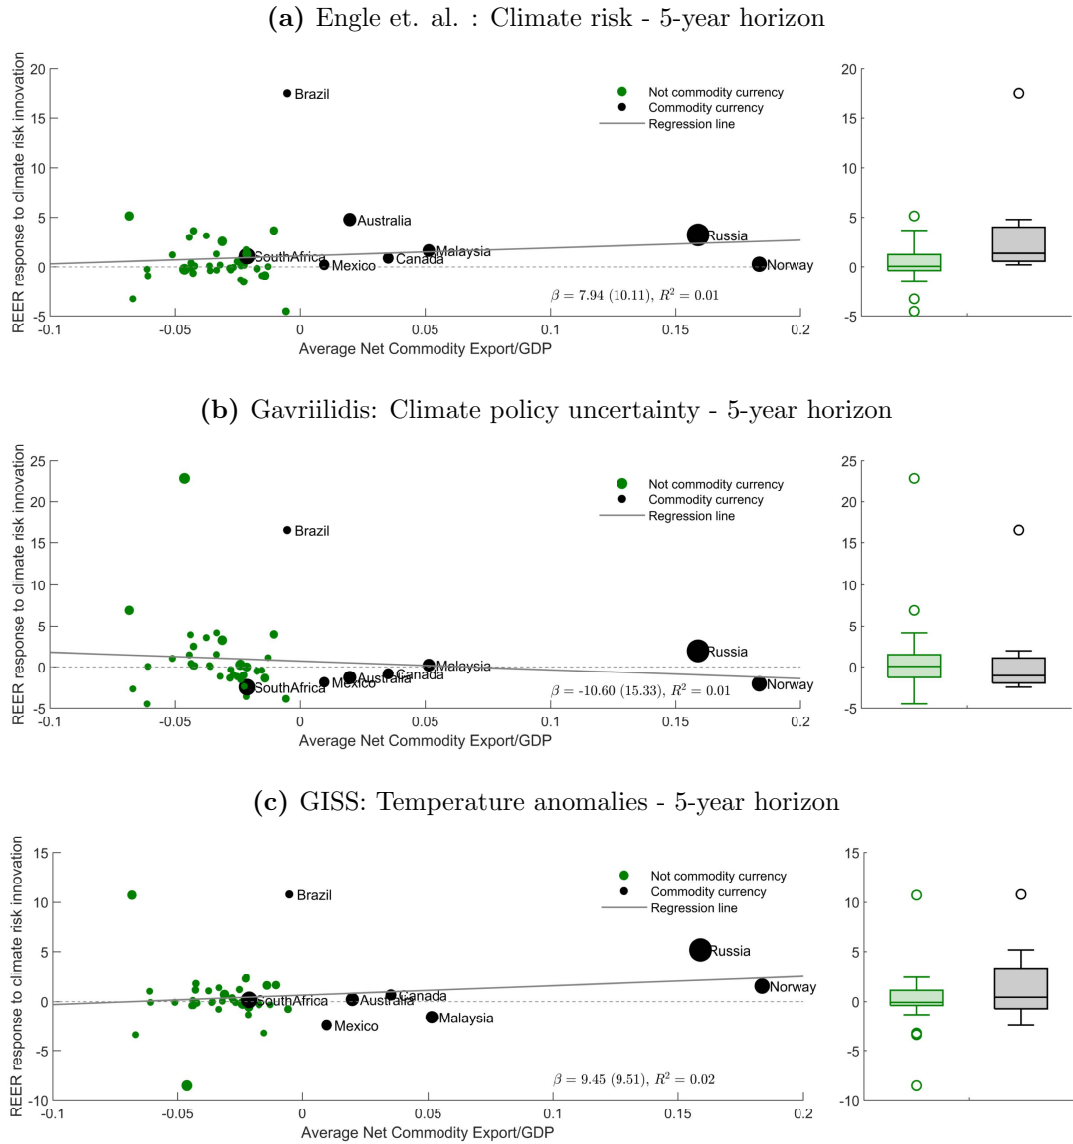 (a) Engle et. al. : Climate risk - 5-year horizon
REER response to climate risk innovation
20
15
10
5
0
-5
-0.1
-0.05
0
0.05
0.1
0.15
0.2
Average Net Commodity Export/GDP
Not commodity currency
Commodity currency
Regression line
Brazil
Australia
SouthAfrica
Mexico
Canada
Malaysia
Russia
Norway
β = 7.94 (10.11), R² = 0.01
20
15
10
5
0
-5
(b) Gavriilidis: Climate policy uncertainty - 5-year horizon
REER response to climate risk innovation
25
20
15
10
5
0
-5
-0.1
-0.05
0
0.05
0.1
0.15
0.2
Average Net Commodity Export/GDP
Not commodity currency
Commodity currency
Regression line
Brazil
SouthAfrica
Mexico
Australia
Canada
Malaysia
Russia
Norway
β = -10.60 (15.33), R² = 0.01
25
20
15
10
5
0
-5
(c) GISS: Temperature anomalies - 5-year horizon
REER response to climate risk innovation
15
10
5
0
-5
-10
-0.1
-0.05
0
0.05
0.1
0.15
0.2
Average Net Commodity Export/GDP
Not commodity currency
Commodity currency
Regression line
Brazil
SouthAfrica
Mexico
Australia
Canada
Malaysia
Russia
Norway
β = 9.45 (9.51), R² = 0.02
15
10
5
0
-5
-10